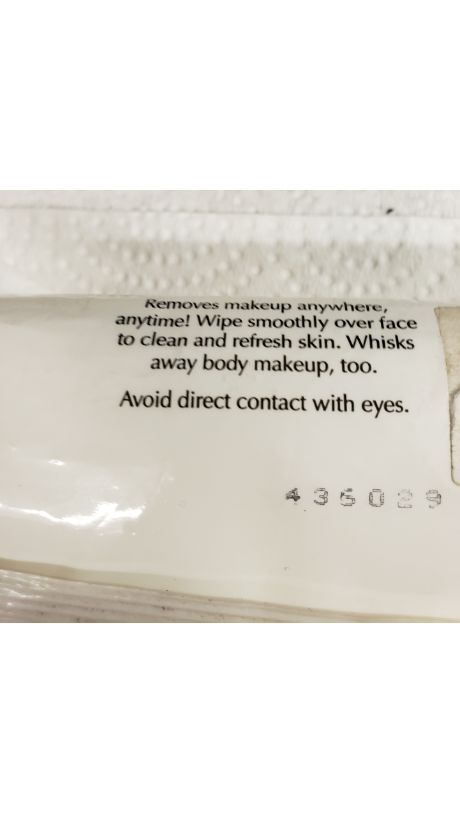 Removes makeup anywhere,
anytime! Wipe smoothly over face
to clean and refresh skin. Whisks
away body makeup, too.
Avoid direct contact with eyes.
435029